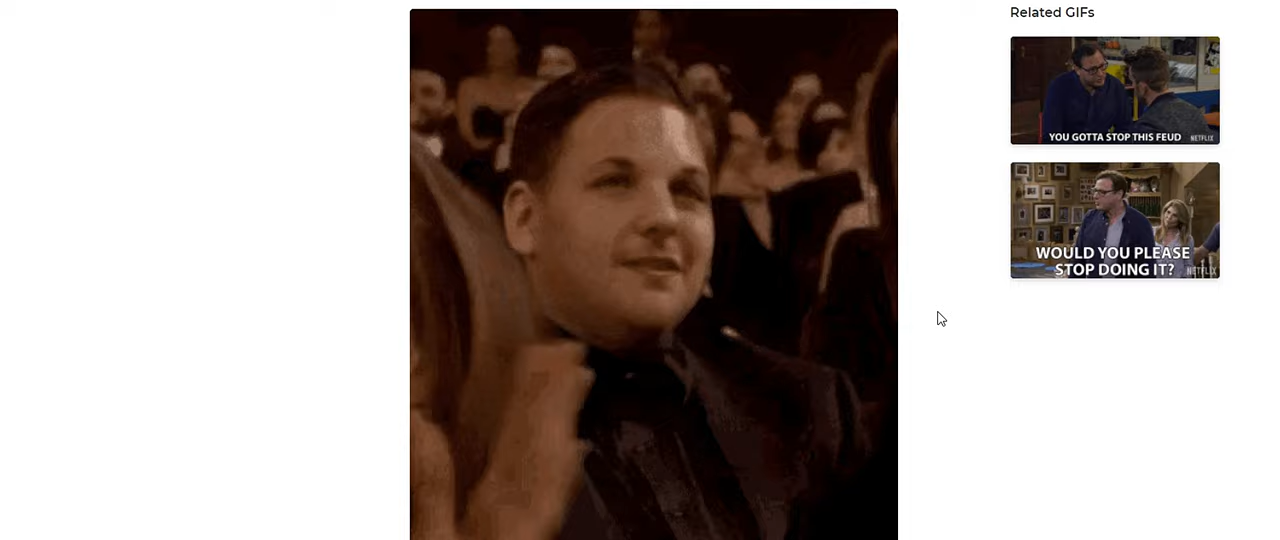 Related GIFs
YOU GOTTA STOP THIS FEUD
NETFLIX
WOULD YOU PLEASE
STOP DOING IT?
NETFLIX